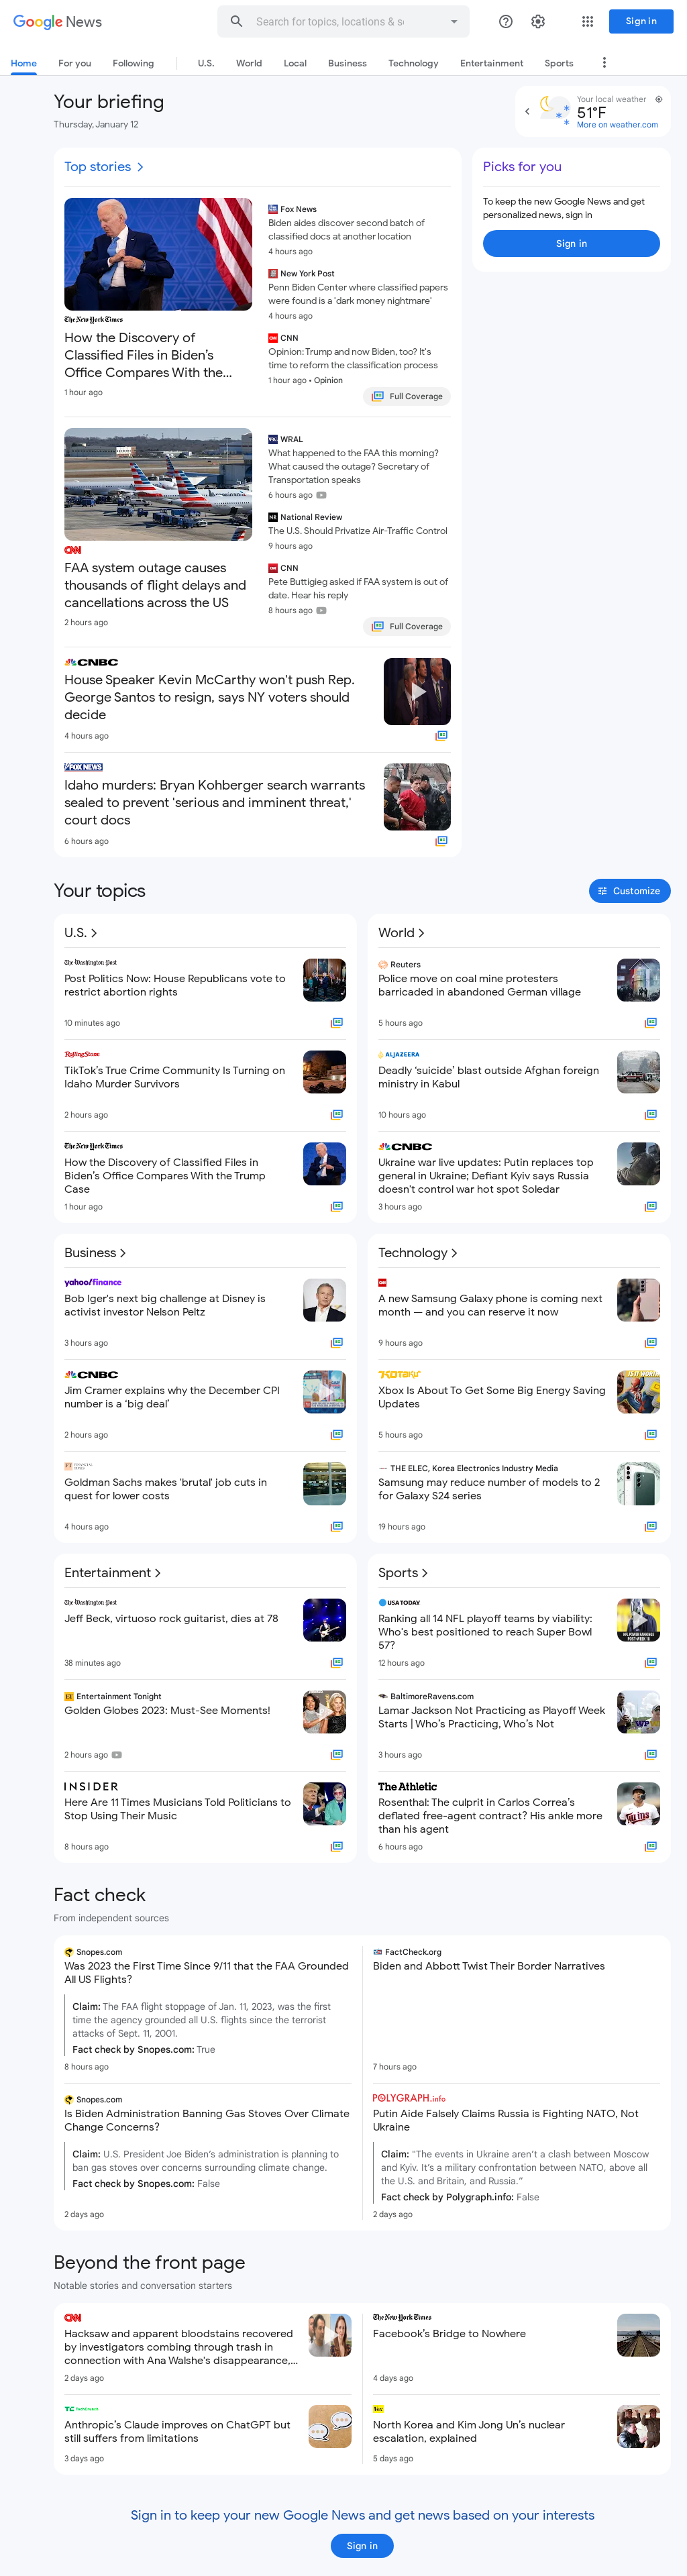 Google News
Search for topics, locations & sc
Sign in
Home For you Following U.S. World Local Business Technology Entertainment Sports
Your briefing
Thursday, January 12
Your local weather
51°F
More on weather.com
Top stories
The New York Times
How the Discovery of
Classified Files in Biden's
Office Compares With the...
1 hour ago
Fox News
Biden aides discover second batch of
classified docs at another location
4 hours ago
New York Post
Penn Biden Center where classified papers
were found is a 'dark money nightmare'
4 hours ago
CNN
Opinion: Trump and now Biden, too? It's
time to reform the classification process
1 hour ago • Opinion
Full Coverage
Picks for you
To keep the new Google News and get
personalized news, sign in
Sign in
CNN
FAA system outage causes
thousands of flight delays and
cancellations across the US
2 hours ago
WRAL
What happened to the FAA this morning?
What caused the outage? Secretary of
Transportation speaks
6 hours ago
National Review
The U.S. Should Privatize Air-Traffic Control
9 hours ago
CNN
Pete Buttigieg asked if FAA system is out of
date. Hear his reply
8 hours ago
Full Coverage
CNBC
House Speaker Kevin McCarthy won't push Rep.
George Santos to resign, says NY voters should
decide
4 hours ago
FOX NEWS
Idaho murders: Bryan Kohberger search warrants
sealed to prevent 'serious and imminent threat,'
court docs
6 hours ago
Your topics
Customize
U.S.
The Washington Post
Post Politics Now: House Republicans vote to
restrict abortion rights
10 minutes ago
RollingStone
TikTok's True Crime Community Is Turning on
Idaho Murder Survivors
2 hours ago
The New York Times
How the Discovery of Classified Files in
Biden's Office Compares With the Trump
Case
1 hour ago
World
Reuters
Police move on coal mine protesters
barricaded in abandoned German village
5 hours ago
ALJAZEERA
Deadly 'suicide' blast outside Afghan foreign
ministry in Kabul
10 hours ago
CNBC
Ukraine war live updates: Putin replaces top
general in Ukraine; Defiant Kyiv says Russia
doesn't control war hot spot Soledar
3 hours ago
Business
yahoo!finance
Bob Iger's next big challenge at Disney is
activist investor Nelson Peltz
3 hours ago
CNBC
Jim Cramer explains why the December CPI
number is a 'big deal'
2 hours ago
FINANCIAL TIMES
Goldman Sachs makes 'brutal' job cuts in
quest for lower costs
4 hours ago
Technology
A new Samsung Galaxy phone is coming next
month — and you can reserve it now
9 hours ago
KOTAKU
Xbox Is About To Get Some Big Energy Saving
Updates
5 hours ago
THE ELEC, Korea Electronics Industry Media
Samsung may reduce number of models to 2
for Galaxy S24 series
19 hours ago
Entertainment
The Washington Post
Jeff Beck, virtuoso rock guitarist, dies at 78
38 minutes ago
Entertainment Tonight
Golden Globes 2023: Must-See Moments!
2 hours ago
INSIDER
Here Are 11 Times Musicians Told Politicians to
Stop Using Their Music
8 hours ago
Sports
USA TODAY
Ranking all 14 NFL playoff teams by viability:
Who's best positioned to reach Super Bowl
57?
12 hours ago
BaltimoreRavens.com
Lamar Jackson Not Practicing as Playoff Week
Starts | Who's Practicing, Who's Not
3 hours ago
The Athletic
Rosenthal: The culprit in Carlos Correa's
deflated free-agent contract? His ankle more
than his agent
6 hours ago
Fact check
From independent sources
Snopes.com
Was 2023 the First Time Since 9/11 that the FAA Grounded
All US Flights?
Claim: The FAA flight stoppage of Jan. 11, 2023, was the first
time the agency grounded all U.S. flights since the terrorist
attacks of Sept. 11, 2001.
Fact check by Snopes.com: True
8 hours ago
FactCheck.org
Biden and Abbott Twist Their Border Narratives
7 hours ago
Snopes.com
Is Biden Administration Banning Gas Stoves Over Climate
Change Concerns?
Claim: U.S. President Joe Biden's administration is planning to
ban gas stoves over concerns surrounding climate change.
Fact check by Snopes.com: False
2 days ago
POLYGRAPH.info
Putin Aide Falsely Claims Russia is Fighting NATO, Not
Ukraine
Claim: "The events in Ukraine aren't a clash between Moscow
and Kyiv. It's a military confrontation between NATO, above all
the U.S. and Britain, and Russia."
Fact check by Polygraph.info: False
2 days ago
Beyond the front page
Notable stories and conversation starters
CNN
Hacksaw and apparent bloodstains recovered
by investigators combing through trash in
connection with Ana Walshe's disappearance,...
2 days ago
The New York Times
Facebook's Bridge to Nowhere
4 days ago
TechCrunch
Anthropic's Claude improves on ChatGPT but
still suffers from limitations
3 days ago
Vox
North Korea and Kim Jong Un's nuclear
escalation, explained
5 days ago
Sign in to keep your new Google News and get news based on your interests
Sign in